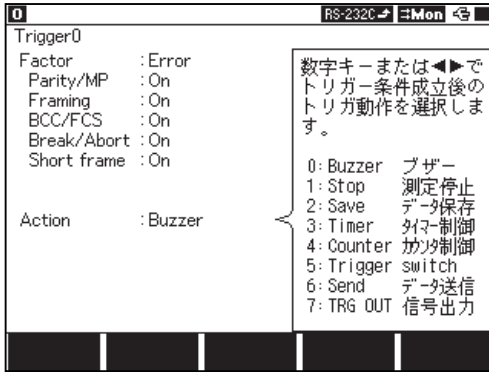 0 RS-232C Mon
Trigger0
Factor :Error
Parity/MP :On
Framing :On
BCC/FCS :On
Break/Abort :On
Short frame :On
Action :Buzzer
数字キーまたは◀▶で
トリガー条件成立後の
トリガ動作を選択しま
す。
0:Buzzer ブザー
1:Stop 測定停止
2:Save データ保存
3:Timer タイマー制御
4:Counter カウンタ制御
5:Trigger switch
6:Send データ送信
7:TRG OUT 信号出力